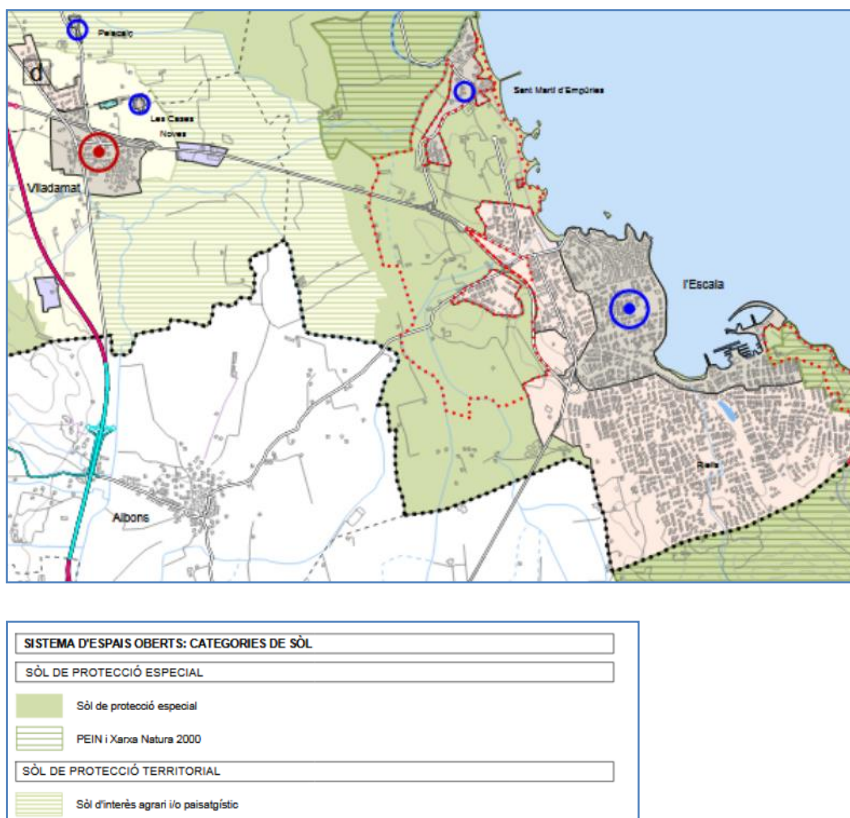 Pelacalç
d
Sant Martí d'Empúries
Les Cases
Noves
Viladamat
l'Escala
Riells
Albons
SISTEMA D'ESPAIS OBERTS: CATEGORIES DE SÒL
SÒL DE PROTECCIÓ ESPECIAL
Sòl de protecció especial
PEIN i Xarxa Natura 2000
SÒL DE PROTECCIÓ TERRITORIAL
Sòl d'interès agrari i/o paisatgístic